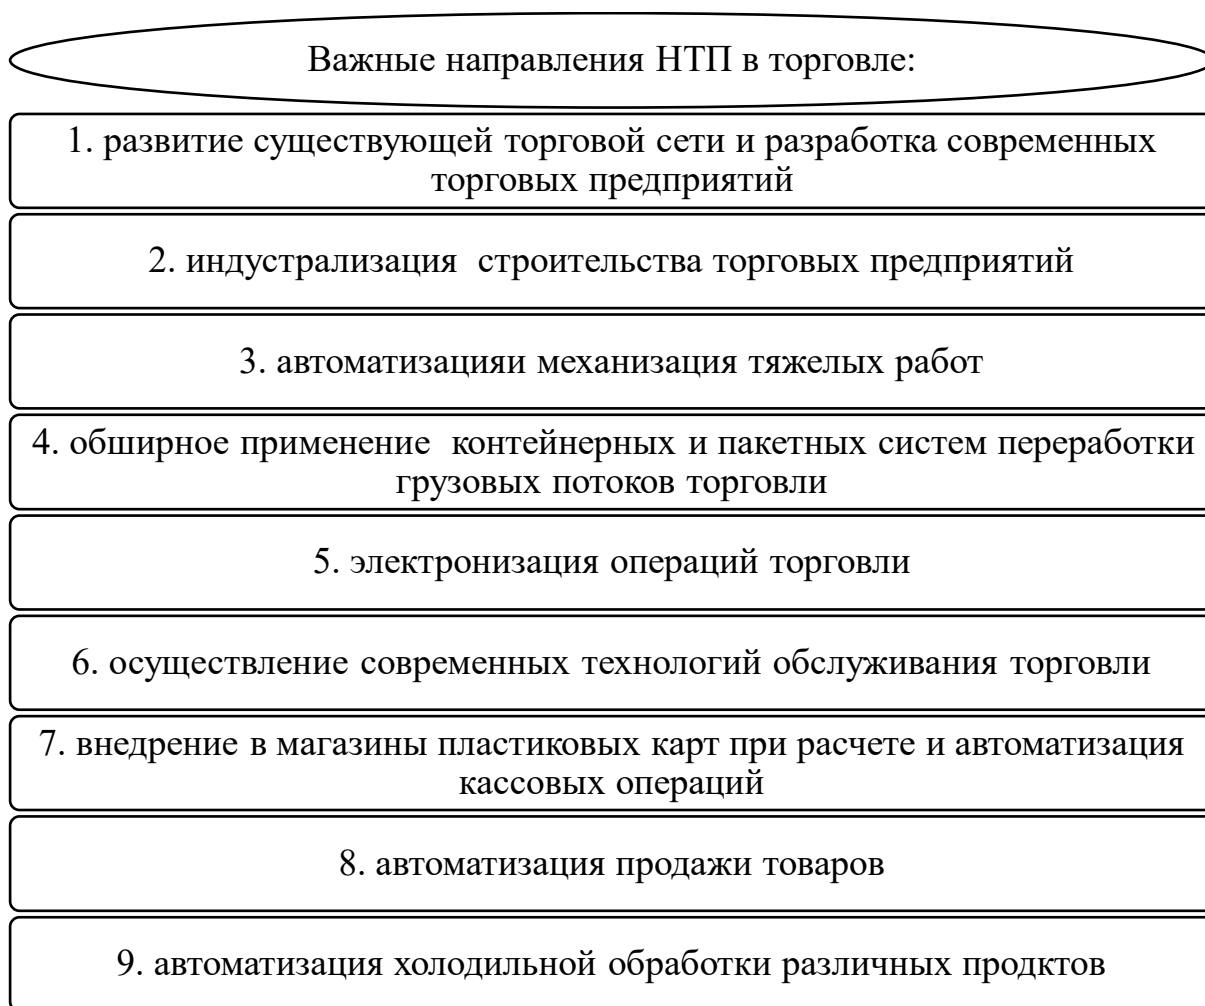 Важные направления НТП в торговле:
1. развитие существующей торговой сети и разработка современных
торговых предприятий
2. индустрализация  строительства торговых предприятий
3. автоматизацияи механизация тяжелых работ
4. обширное применение  контейнерных и пакетных систем переработки
грузовых потоков торговли
5. электронизация операций торговли
6. осуществление современных технологий обслуживания торговли
7. внедрение в магазины пластиковых карт при расчете и автоматизация
кассовых операций
8. автоматизация продажи товаров
9. автоматизация холодильной обработки различных продктов